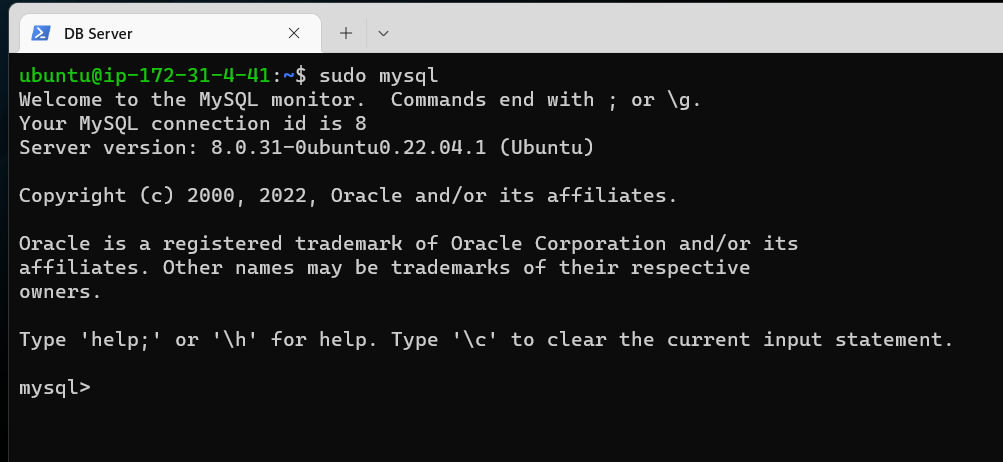 DB Server
ubuntu@ip-172-31-4-41:~$ sudo mysql
Welcome to the MySQL monitor.  Commands end with ; or \g.
Your MySQL connection id is 8
Server version: 8.0.31-0ubuntu0.22.04.1 (Ubuntu)
Copyright (c) 2000, 2022, Oracle and/or its affiliates.
Oracle is a registered trademark of Oracle Corporation and/or its
affiliates. Other names may be trademarks of their respective
owners.
Type 'help;' or '\h' for help. Type '\c' to clear the current input statement.
mysql>